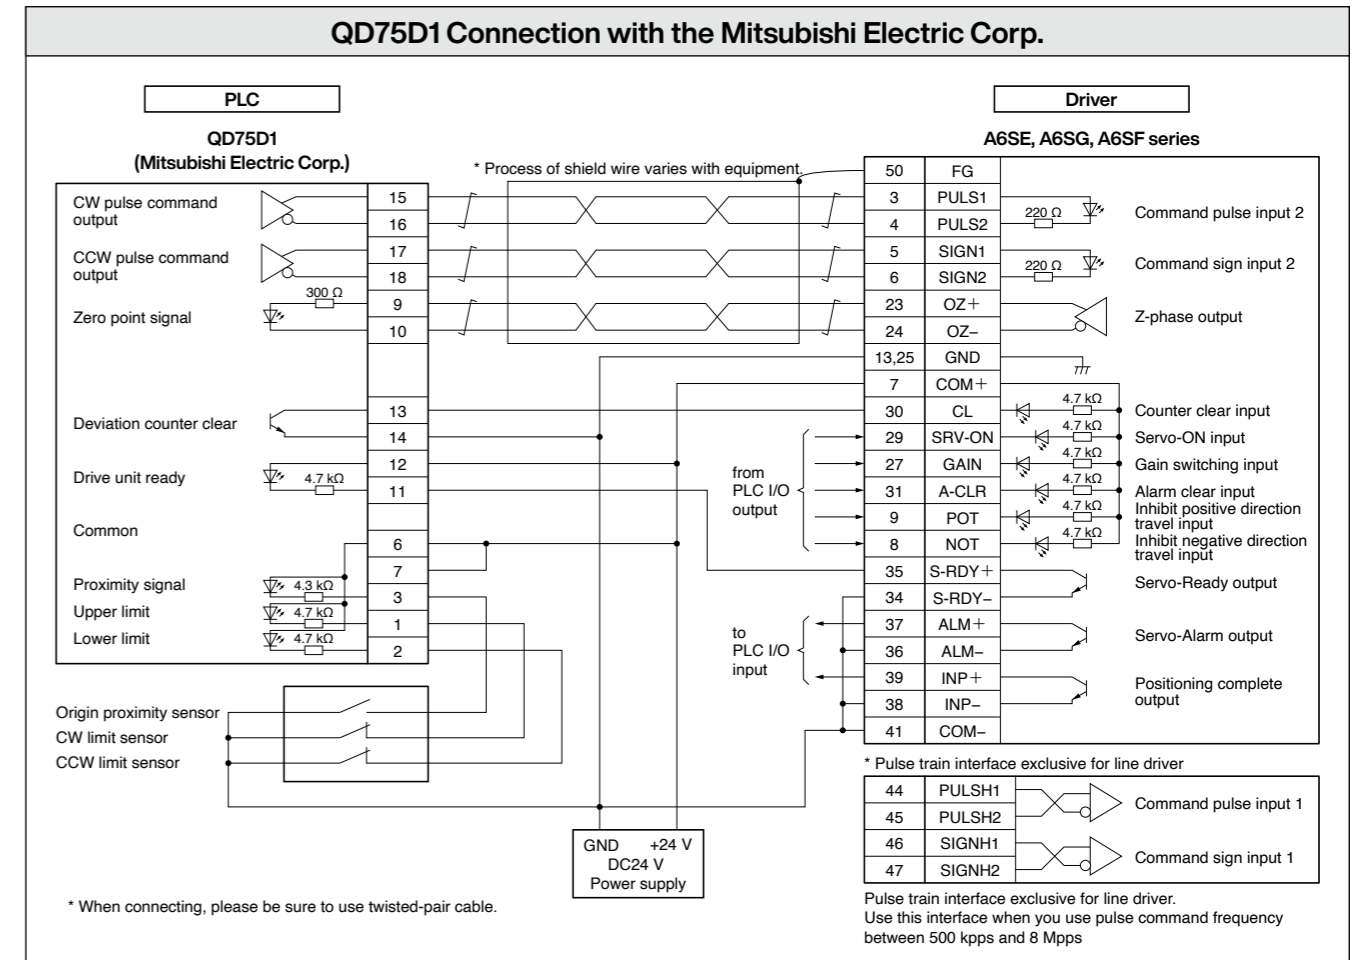 QD75D1 Connection with the Mitsubishi Electric Corp.
PLC
QD75D1
(Mitsubishi Electric Corp.)
Driver
A6SE, A6SG, A6SF series
* Process of shield wire varies with equipment.
CW pulse command
output
15
16
CCW pulse command
output
17
18
Zero point signal
300 Ω
9
10
Deviation counter clear
13
14
Drive unit ready
4.7 kΩ
12
11
Common
6
7
Proximity signal
4.3 kΩ
3
Upper limit
4.7 kΩ
1
Lower limit
4.7 kΩ
2
Origin proximity sensor
CW limit sensor
CCW limit sensor
50 FG
3 PULS1
4 PULS2
220 Ω
Command pulse input 2
5 SIGN1
6 SIGN2
220 Ω
Command sign input 2
23 OZ+
24 OZ−
Z-phase output
13,25 GND
7 COM+
30 CL 4.7 kΩ Counter clear input
29 SRV-ON 4.7 kΩ Servo-ON input
27 GAIN 4.7 kΩ Gain switching input
31 A-CLR 4.7 kΩ Alarm clear input
9 POT 4.7 kΩ Inhibit positive direction
travel input
8 NOT 4.7 kΩ Inhibit negative direction
travel input
from
PLC I/O
output
35 S-RDY+
34 S-RDY−
Servo-Ready output
37 ALM+
36 ALM−
Servo-Alarm output
39 INP+
38 INP−
Positioning complete
output
41 COM−
to
PLC I/O
input
* Pulse train interface exclusive for line driver
44 PULSH1
45 PULSH2
Command pulse input 1
46 SIGNH1
47 SIGNH2
Command sign input 1
GND +24 V
DC24 V
Power supply
* When connecting, please be sure to use twisted-pair cable.
Pulse train interface exclusive for line driver.
Use this interface when you use pulse command frequency
between 500 kpps and 8 Mpps